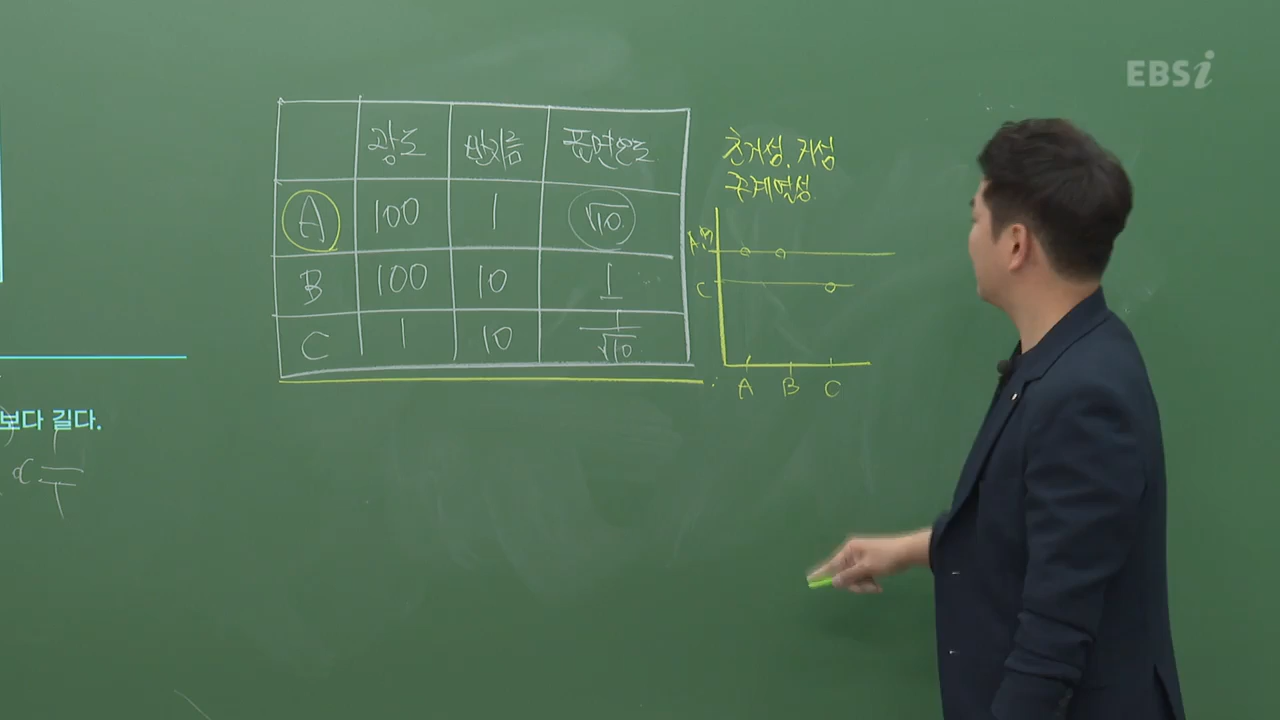 EBSi
광도 반지름 표면온도
A 100 1 √10
B 100 10 1
C 1 10 1/√10
초거성, 거성
주계열성
A, B
C
A B C
보다 길다.
∝ 1/T